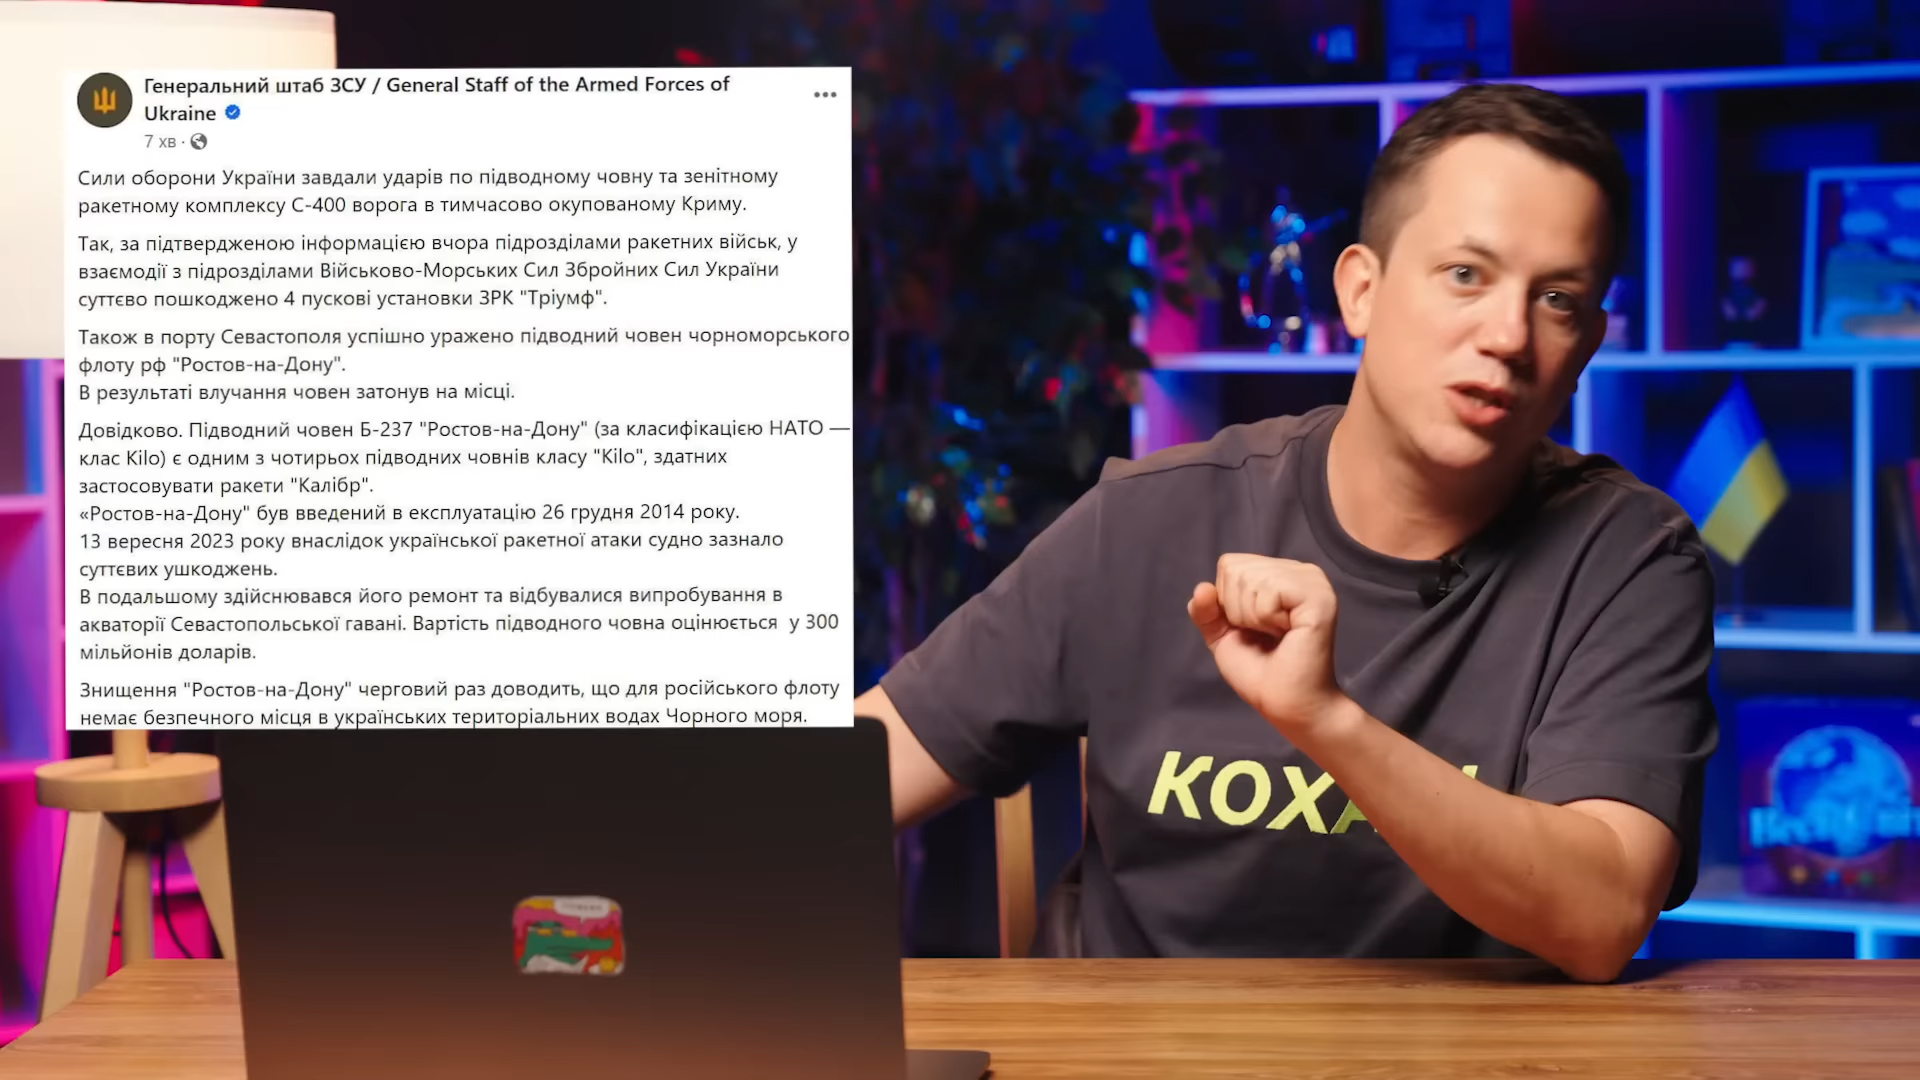 Генеральний штаб ЗСУ / General Staff of the Armed Forces of
Ukraine
7 хв ·
Сили оборони України завдали ударів по підводному човну та зенітному
ракетному комплексу С-400 ворога в тимчасово окупованому Криму.
Так, за підтвердженою інформацією вчора підрозділами ракетних військ, у
взаємодії з підрозділами Військово-Морських Сил Збройних Сил України
суттєво пошкоджено 4 пускові установки ЗРК "Тріумф".
Також в порту Севастополя успішно уражено підводний човен чорноморського
флоту рф "Ростов-на-Дону".
В результаті влучання човен затонув на місці.
Довідково. Підводний човен Б-237 "Ростов-на-Дону" (за класифікацією НАТО —
клас Kilo) є одним з чотирьох підводних човнів класу "Kilo", здатних
застосовувати ракети "Калібр".
«Ростов-на-Дону" був введений в експлуатацію 26 грудня 2014 року.
13 вересня 2023 року внаслідок української ракетної атаки судно зазнало
суттєвих ушкоджень.
В подальшому здійснювався його ремонт та відбувалися випробування в
акваторії Севастопольської гавані. Вартість підводного човна оцінюється у 300
мільйонів доларів.
Знищення "Ростов-на-Дону" черговий раз доводить, що для російського флоту
немає безпечного місця в українських територіальних водах Чорного моря.